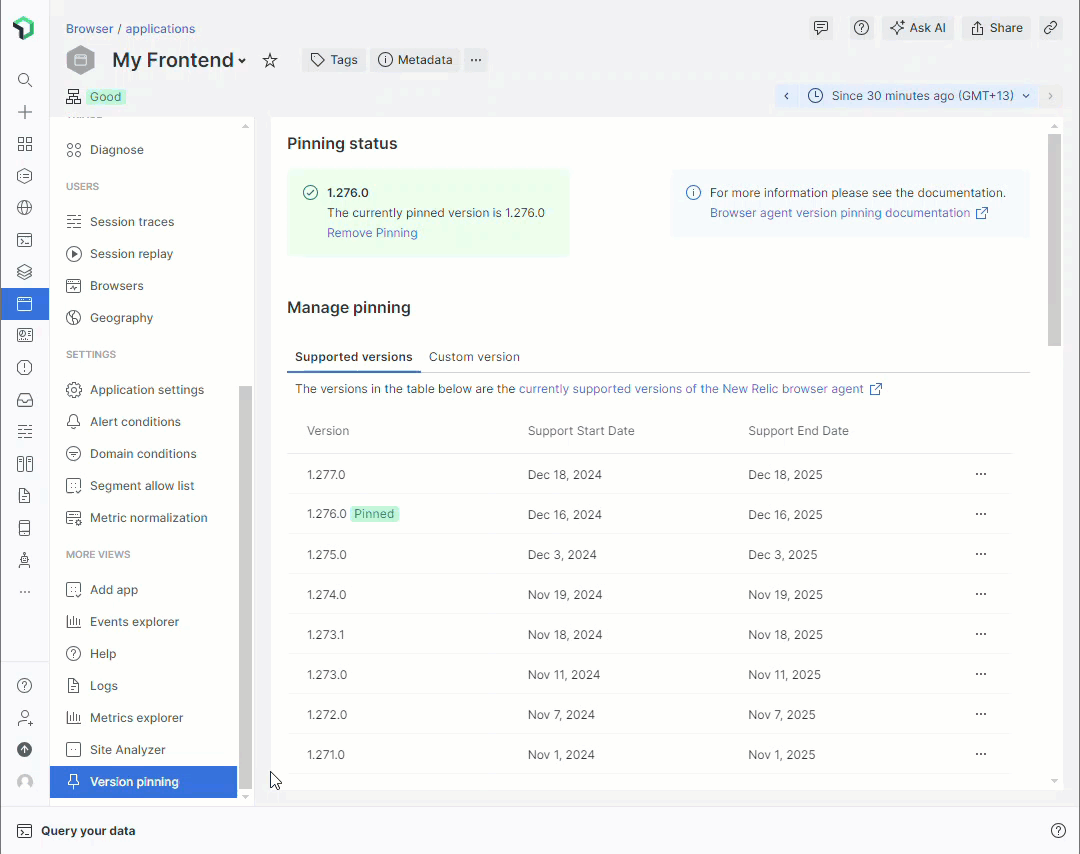 Browser / applications
Ask AI
Share
My Frontend
Tags
Metadata
Good
Since 30 minutes ago (GMT+13)
Diagnose
USERS
Session traces
Session replay
Browsers
Geography
SETTINGS
Application settings
Alert conditions
Domain conditions
Segment allow list
Metric normalization
MORE VIEWS
Add app
Events explorer
Help
Logs
Metrics explorer
Site Analyzer
Version pinning
Pinning status
1.276.0
The currently pinned version is 1.276.0
Remove Pinning
For more information please see the documentation.
Browser agent version pinning documentation
Manage pinning
Supported versions Custom version
The versions in the table below are the currently supported versions of the New Relic browser agent
Version Support Start Date Support End Date
1.277.0 Dec 18, 2024 Dec 18, 2025
1.276.0 Pinned Dec 16, 2024 Dec 16, 2025
1.275.0 Dec 3, 2024 Dec 3, 2025
1.274.0 Nov 19, 2024 Nov 19, 2025
1.273.1 Nov 18, 2024 Nov 18, 2025
1.273.0 Nov 11, 2024 Nov 11, 2025
1.272.0 Nov 7, 2024 Nov 7, 2025
1.271.0 Nov 1, 2024 Nov 1, 2025
Query your data